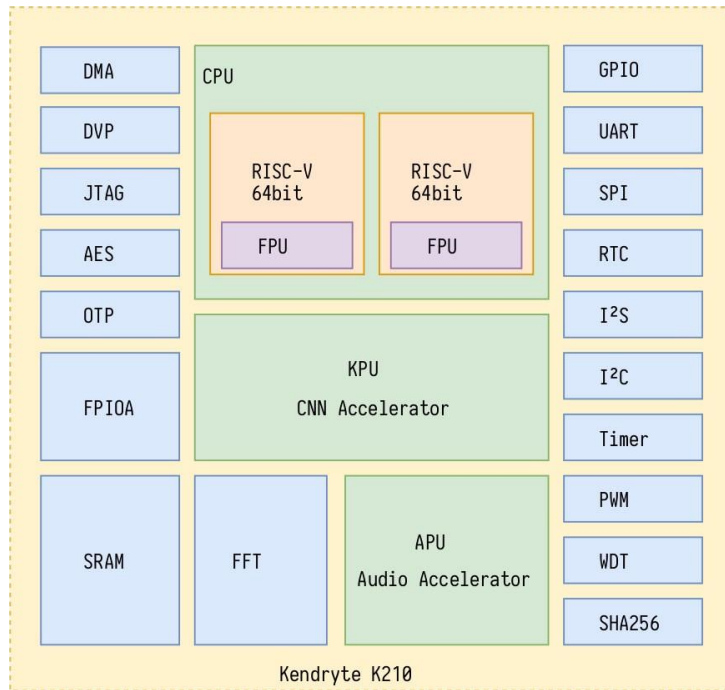 DMA
DVP
JTAG
AES
OTP
FPIOA
SRAM
CPU
RISC-V
64bit
FPU
RISC-V
64bit
FPU
KPU
CNN Accelerator
FFT
APU
Audio Accelerator
GPIO
UART
SPI
RTC
I²S
I²C
Timer
PWM
WDT
SHA256
Kendryte K210